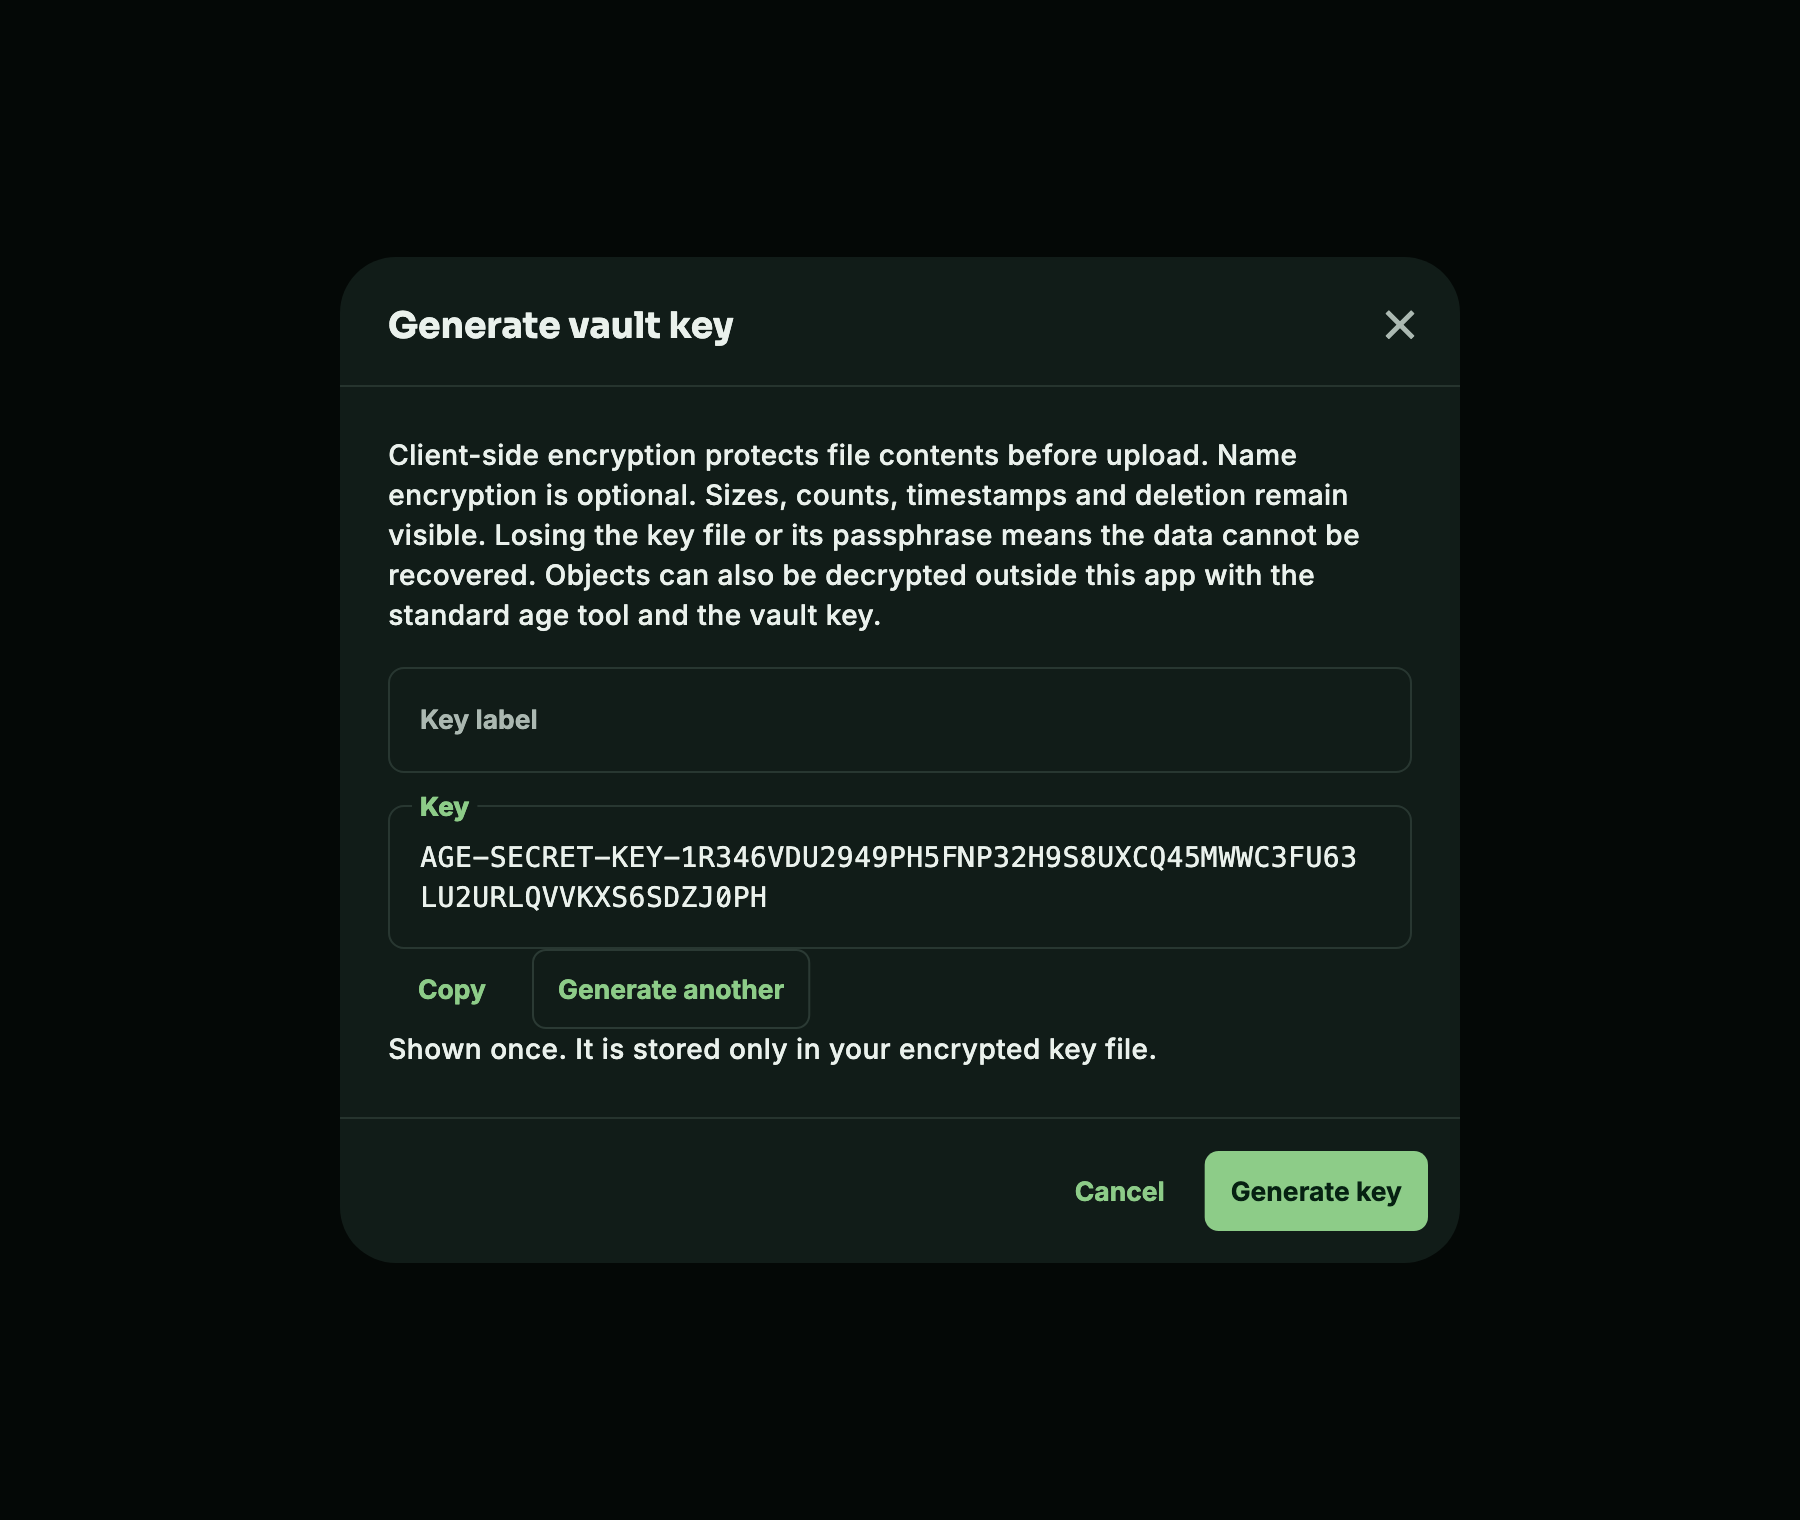 Generate vault key
Client-side encryption protects file contents before upload. Name
encryption is optional. Sizes, counts, timestamps and deletion remain
visible. Losing the key file or its passphrase means the data cannot be
recovered. Objects can also be decrypted outside this app with the
standard age tool and the vault key.
Key label
Key
AGE-SECRET-KEY-1R346VDU2949PH5FNP32H9S8UXCQ45MWWC3FU63
LU2URLQVVKXS6SDZJ0PH
Copy
Generate another
Shown once. It is stored only in your encrypted key file.
Cancel
Generate key